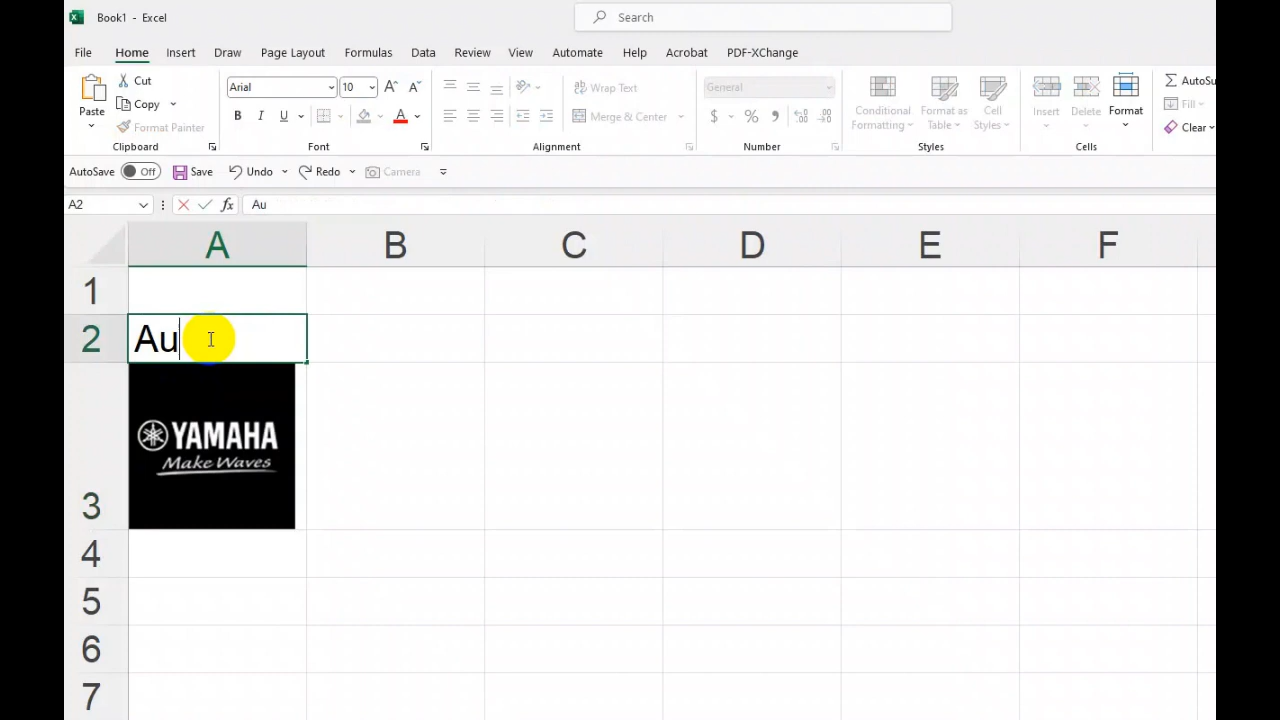 Book1 - Excel
Search
File Home Insert Draw Page Layout Formulas Data Review View Automate Help Acrobat PDF-XChange
Paste
Cut
Copy
Format Painter
Arial 10
B I U
Wrap Text
Merge & Center
General
$ % ,
Conditional Formatting
Format as Table
Cell Styles
Insert
Delete
Format
AutoSu
Fill
Clear
Clipboard Font Alignment Number Styles Cells
AutoSave Off Save Undo Redo Camera
A2 fx Au
A B C D E F
1
2 Au
YAMAHA
Make Waves
3
4
5
6
7